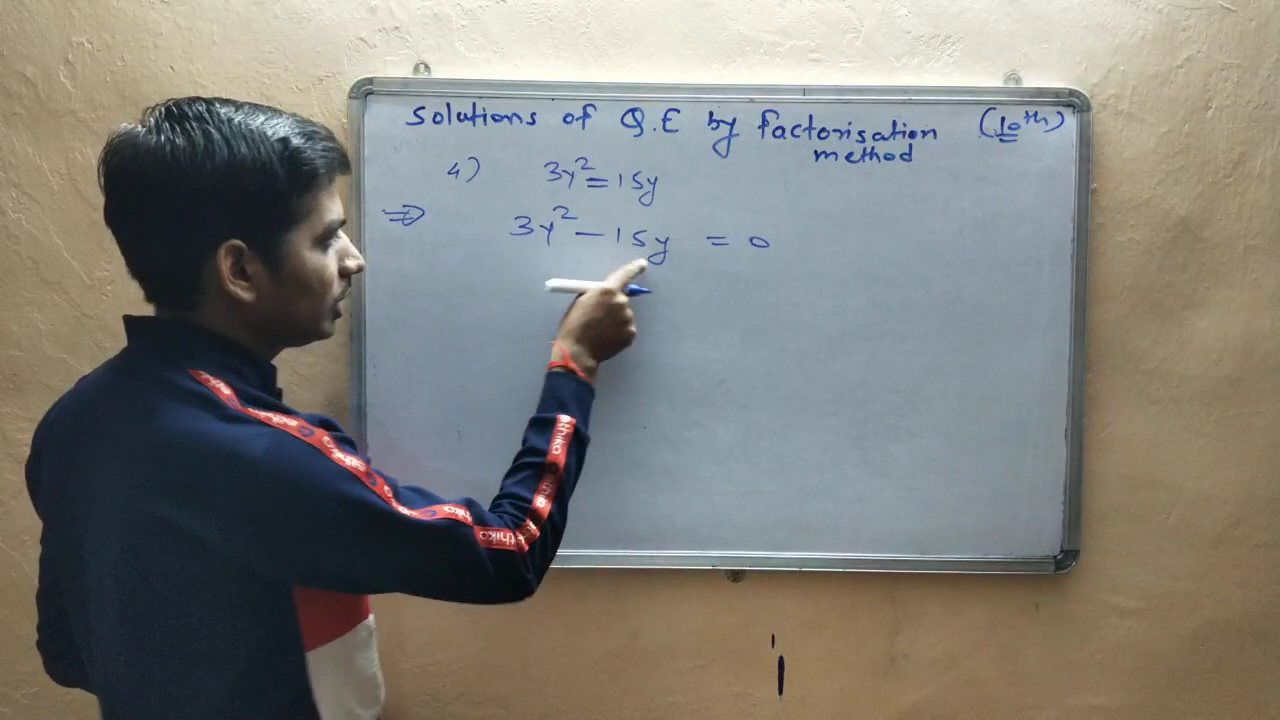 Solutions of Q.E by factorisation method (10th)
4) 3y² = 15y
⇒ 3y² - 15y = 0